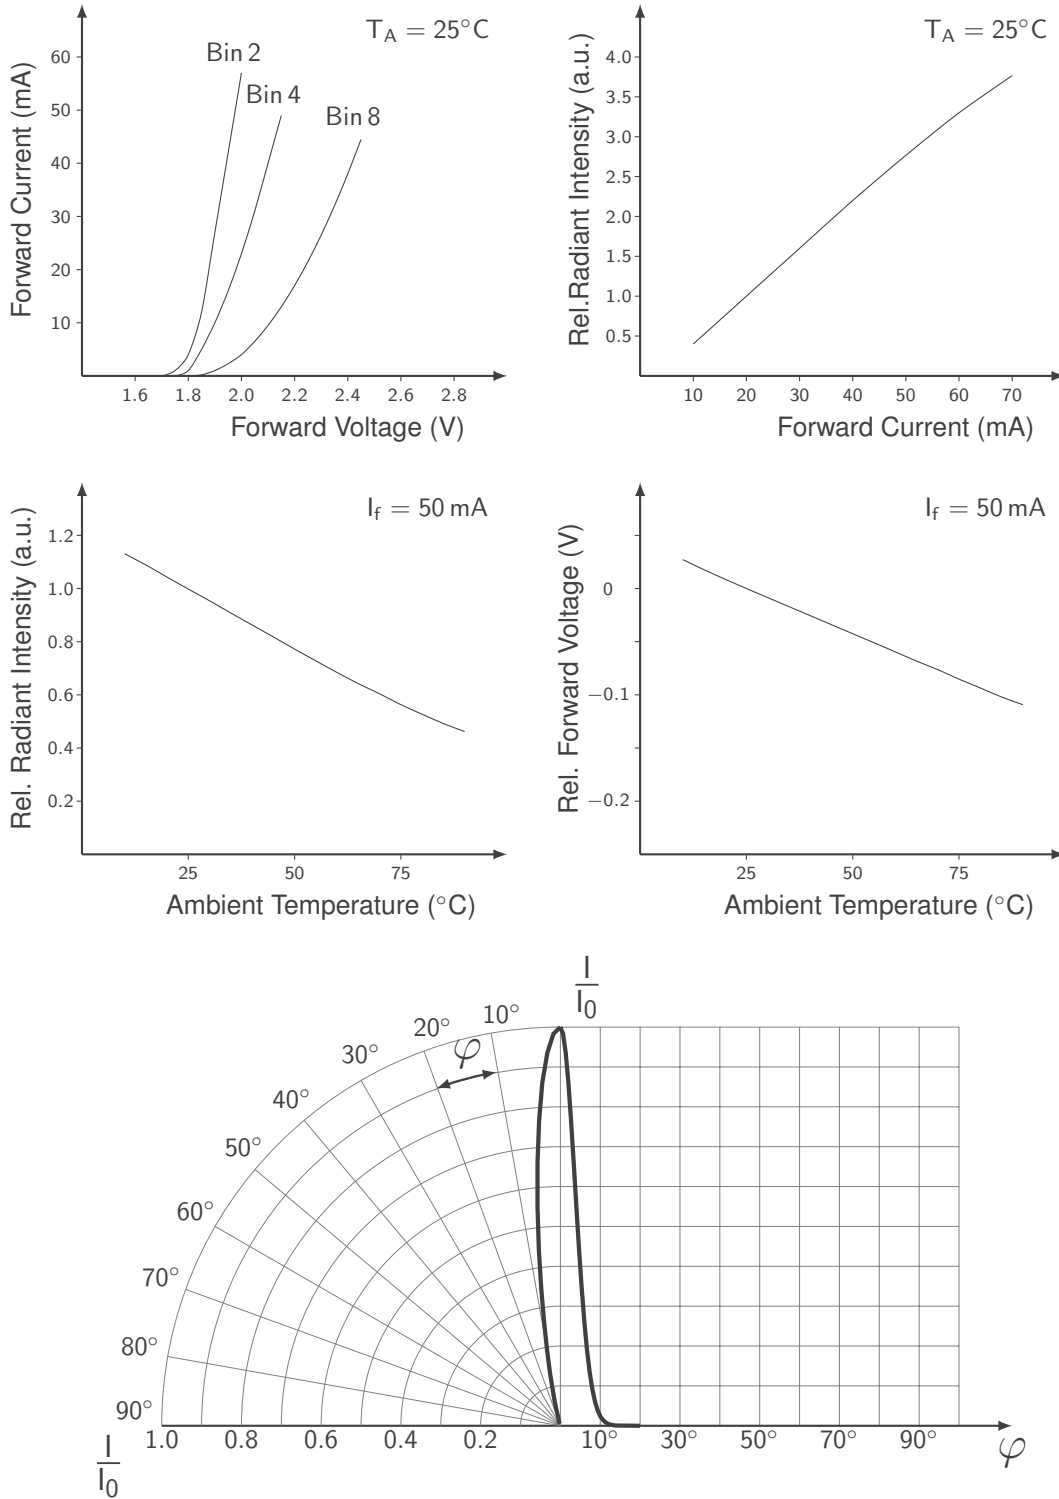 T_A = 25°C
Forward Current (mA)
60
50
40
30
20
10
Bin 2
Bin 4
Bin 8
1.6 1.8 2.0 2.2 2.4 2.6 2.8
Forward Voltage (V)
T_A = 25°C
Rel.Radiant Intensity (a.u.)
4.0
3.5
3.0
2.5
2.0
1.5
1.0
0.5
10 20 30 40 50 60 70
Forward Current (mA)
I_f = 50 mA
Rel. Radiant Intensity (a.u.)
1.2
1.0
0.8
0.6
0.4
0.2
25 50 75
Ambient Temperature (°C)
I_f = 50 mA
Rel. Forward Voltage (V)
0
−0.1
−0.2
25 50 75
Ambient Temperature (°C)
I
I_0
10°
20°
φ
30°
40°
50°
60°
70°
80°
90°
1.0 0.8 0.6 0.4 0.2 10° 30° 50° 70° 90° φ
I
I_0